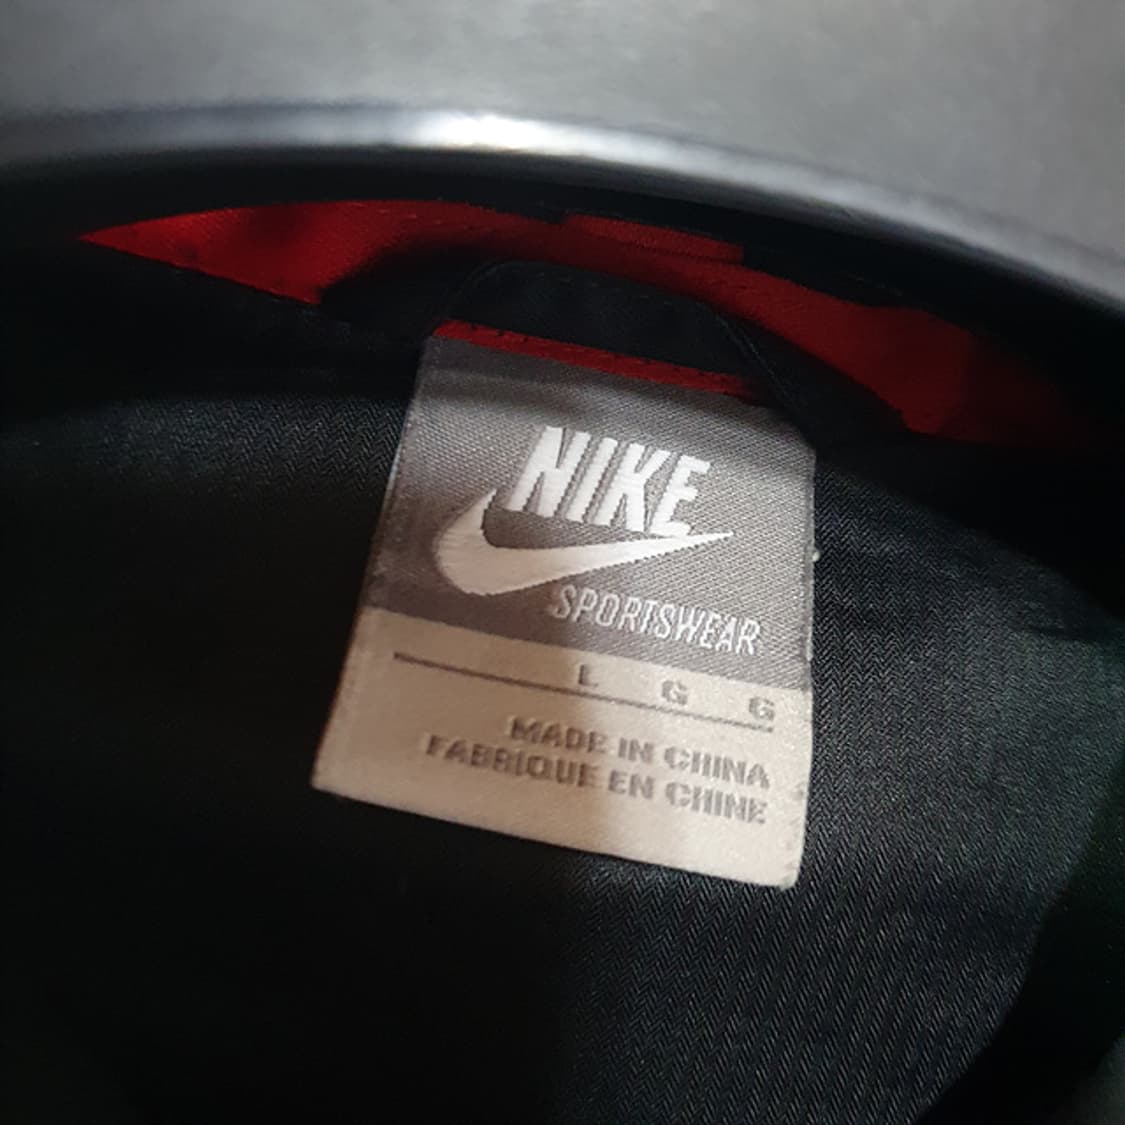 NIKE
SPORTSWEAR
L G G
MADE IN CHINA
FABRIQUE EN CHINE